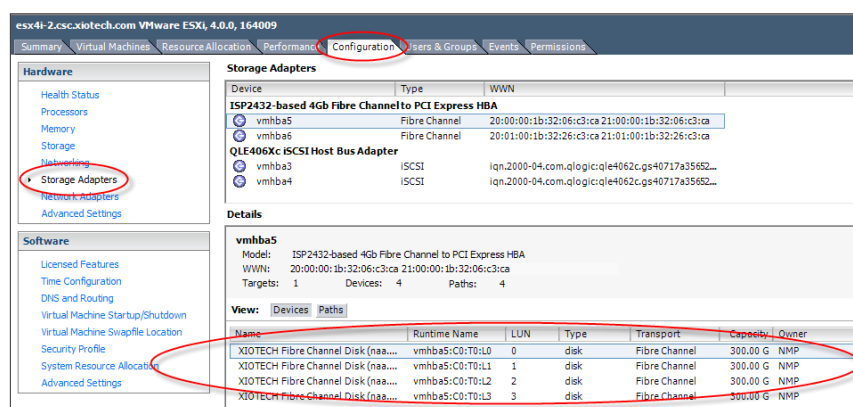 esx4i-2.csc.xiotech.com VMware ESXi, 4.0.0, 164009
Summary Virtual Machines Resource Allocation Performance Configuration Users & Groups Events Permissions
Hardware
Health Status
Processors
Memory
Storage
Networking
Storage Adapters
Network Adapters
Advanced Settings
Software
Licensed Features
Time Configuration
DNS and Routing
Virtual Machine Startup/Shutdown
Virtual Machine Swapfile Location
Security Profile
System Resource Allocation
Advanced Settings
Storage Adapters
Device Type WWN
ISP2432-based 4Gb Fibre Channel to PCI Express HBA
vmhba5 Fibre Channel 20:00:00:1b:32:06:c3:ca 21:00:00:1b:32:06:c3:ca
vmhba6 Fibre Channel 20:01:00:1b:32:26:c3:ca 21:01:00:1b:32:26:c3:ca
QLE406Xc iSCSI Host Bus Adapter
vmhba3 iSCSI iqn.2000-04.com.qlogic:qle4062c.gs40717a35652...
vmhba4 iSCSI iqn.2000-04.com.qlogic:qle4062c.gs40717a35652...
Details
vmhba5
Model: ISP2432-based 4Gb Fibre Channel to PCI Express HBA
WWN: 20:00:00:1b:32:06:c3:ca 21:00:00:1b:32:06:c3:ca
Targets: 1 Devices: 4 Paths: 4
View: Devices Paths
Name Runtime Name LUN Type Transport Capacity Owner
XIOTECH Fibre Channel Disk (naa.... vmhba5:C0:T0:L0 0 disk Fibre Channel 300.00 G NMP
XIOTECH Fibre Channel Disk (naa.... vmhba5:C0:T0:L1 1 disk Fibre Channel 300.00 G NMP
XIOTECH Fibre Channel Disk (naa.... vmhba5:C0:T0:L2 2 disk Fibre Channel 300.00 G NMP
XIOTECH Fibre Channel Disk (naa.... vmhba5:C0:T0:L3 3 disk Fibre Channel 300.00 G NMP